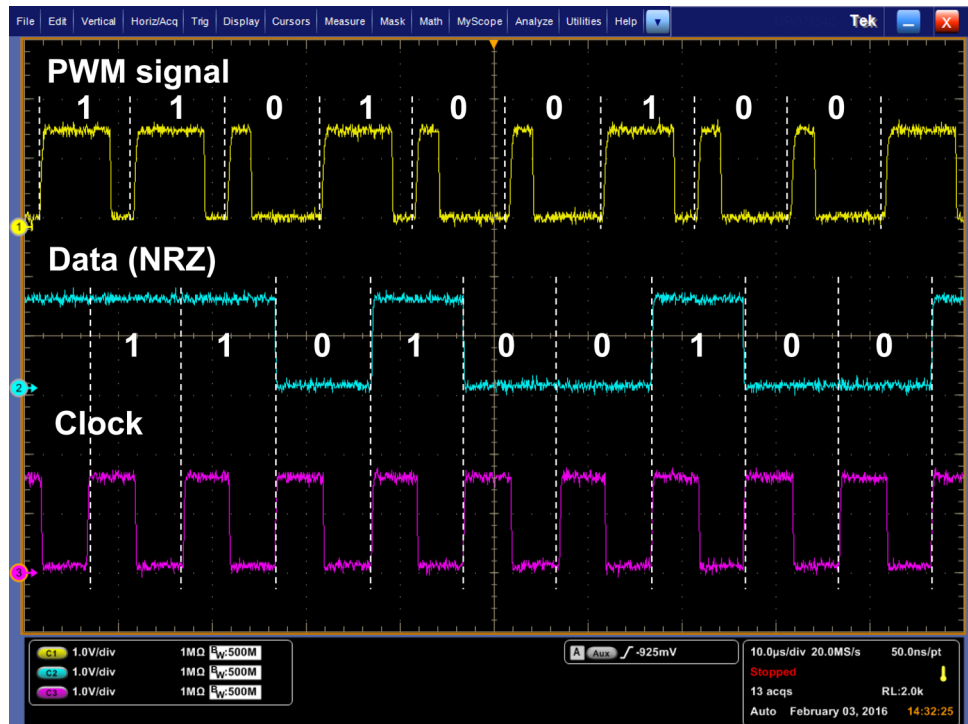 File Edit Vertical Horiz/Acq Trig Display Cursors Measure Mask Math MyScope Analyze Utilities Help Tek X
PWM signal
1 1 0 1 0 0 1 0 0
1
Data (NRZ)
1 1 0 1 0 0 1 0 0
2
Clock
3
C1 1.0V/div 1MΩ BW:500M
C2 1.0V/div 1MΩ BW:500M
C3 1.0V/div 1MΩ BW:500M
A Aux -925mV
10.0µs/div 20.0MS/s 50.0ns/pt
Stopped
13 acqs RL:2.0k
Auto February 03, 2016 14:32:25